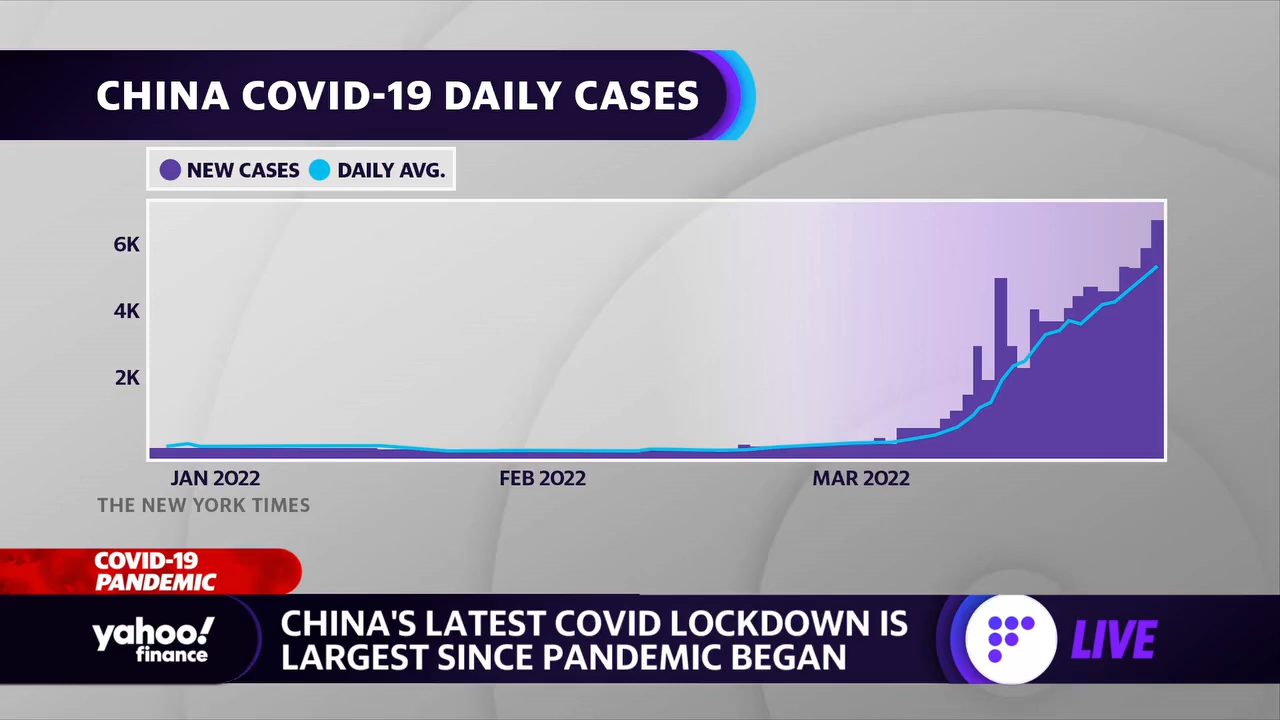 CHINA COVID-19 DAILY CASES
NEW CASES DAILY AVG.
6K
4K
2K
JAN 2022 FEB 2022 MAR 2022
THE NEW YORK TIMES
COVID-19
PANDEMIC
yahoo!
finance
CHINA'S LATEST COVID LOCKDOWN IS
LARGEST SINCE PANDEMIC BEGAN
LIVE